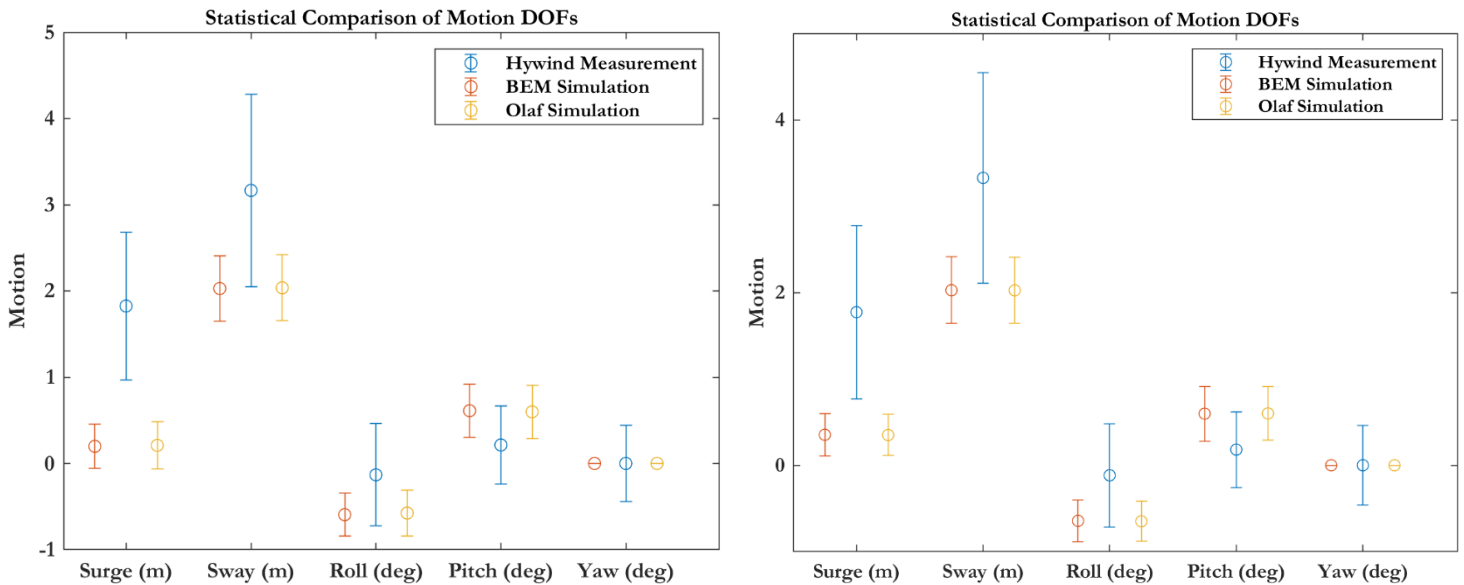 Statistical Comparison of Motion DOFs
5
4
3
2
1
0
-1
Motion
Hywind Measurement
BEM Simulation
Olaf Simulation
Surge (m) Sway (m) Roll (deg) Pitch (deg) Yaw (deg)
Statistical Comparison of Motion DOFs
4
2
0
Motion
Hywind Measurement
BEM Simulation
Olaf Simulation
Surge (m) Sway (m) Roll (deg) Pitch (deg) Yaw (deg)